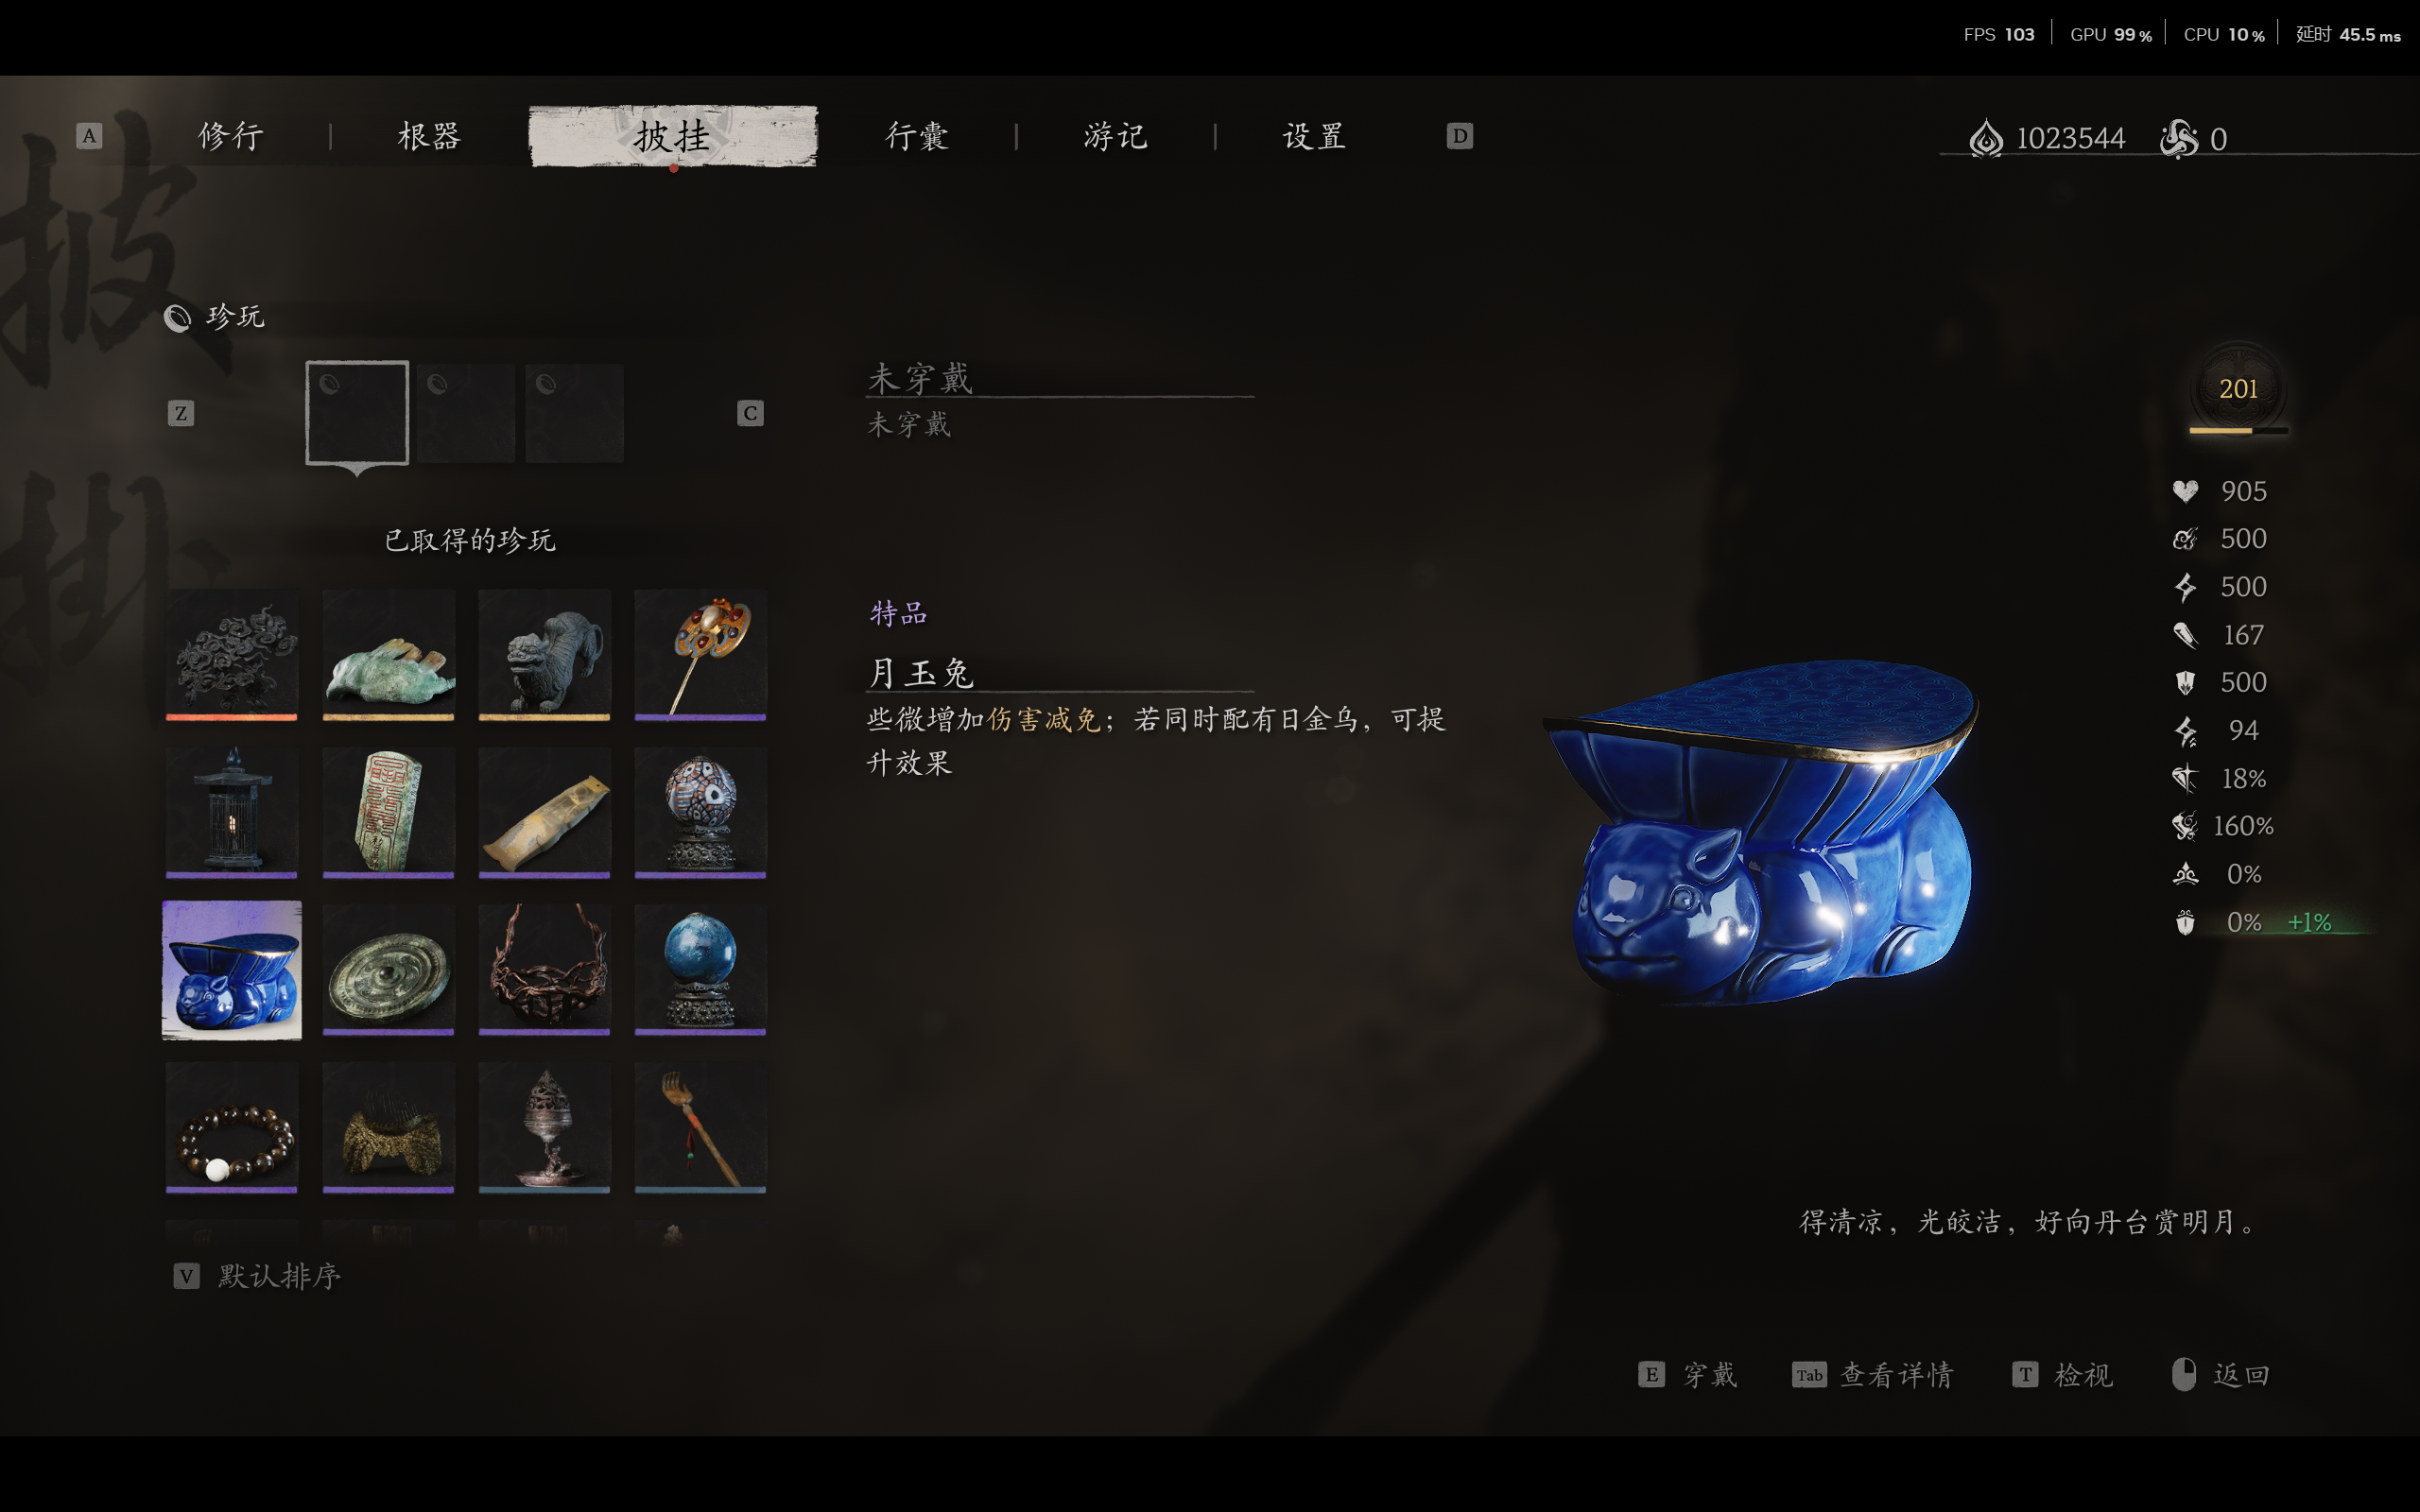 FPS 103 GPU 99% CPU 10% 延时 45.5 ms
A 修行 根器 披挂 行囊 游记 设置 D
1023544 0
披挂
珍玩
Z C
未穿戴
未穿戴
201
905
500
500
167
500
94
18%
160%
0%
0% +1%
已取得的珍玩
特品
月玉兔
些微增加伤害减免；若同时配有日金乌，可提
升效果
得清凉，光皎洁，好向丹台赏明月。
V 默认排序
E 穿戴 Tab 查看详情 T 检视 返回